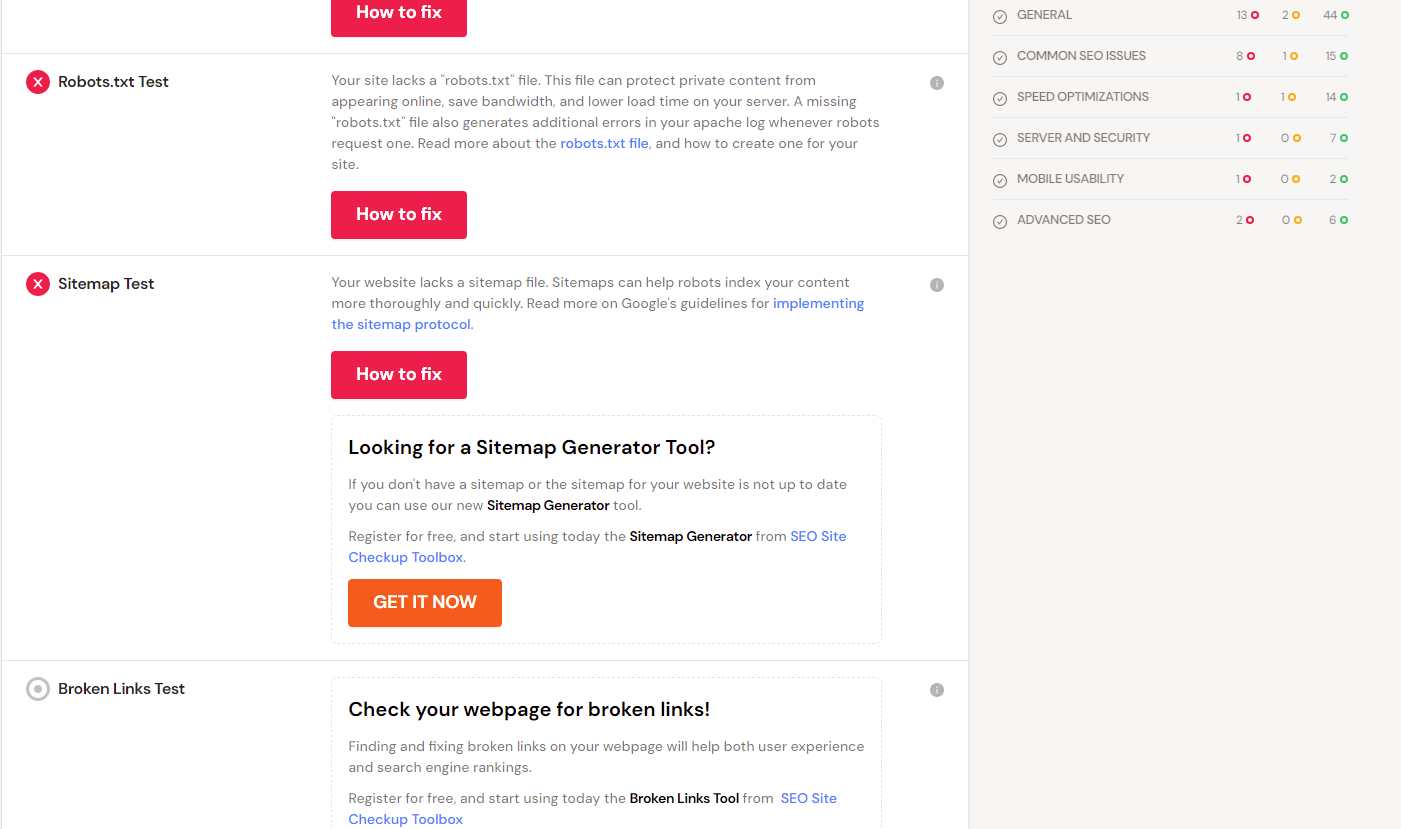 How to fix
Robots.txt Test
Your site lacks a "robots.txt" file. This file can protect private content from
appearing online, save bandwidth, and lower load time on your server. A missing
"robots.txt" file also generates additional errors in your apache log whenever robots
request one. Read more about the robots.txt file, and how to create one for your
site.
How to fix
Sitemap Test
Your website lacks a sitemap file. Sitemaps can help robots index your content
more thoroughly and quickly. Read more on Google's guidelines for implementing
the sitemap protocol.
How to fix
Looking for a Sitemap Generator Tool?
If you don't have a sitemap or the sitemap for your website is not up to date
you can use our new Sitemap Generator tool.
Register for free, and start using today the Sitemap Generator from SEO Site
Checkup Toolbox.
GET IT NOW
Broken Links Test
Check your webpage for broken links!
Finding and fixing broken links on your webpage will help both user experience
and search engine rankings.
Register for free, and start using today the Broken Links Tool from SEO Site
Checkup Toolbox
GENERAL 13 2 44
COMMON SEO ISSUES 8 1 15
SPEED OPTIMIZATIONS 1 1 14
SERVER AND SECURITY 1 0 7
MOBILE USABILITY 1 0 2
ADVANCED SEO 2 0 6